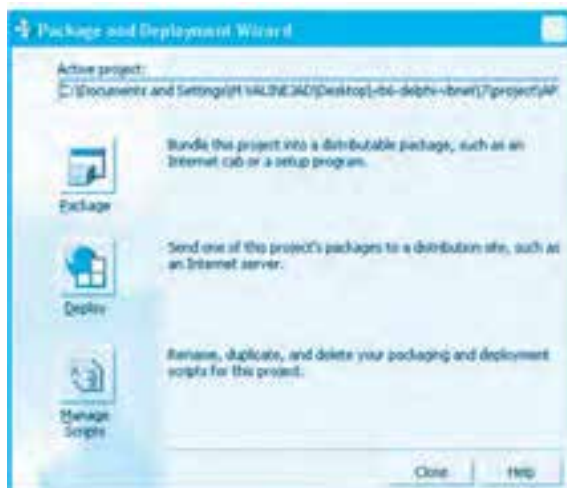 Package and Deployment Wizard
Active project:
C:\Documents and Settings\M VALINEJAD\Desktop\
Bundle this project into a distributable package, such as an
Internet cab or a setup program.
Package
Send one of this project's packages to a distribution site, such as
an Internet server.
Deploy
Rename, duplicate, and delete your packaging and deployment
scripts for this project.
Manage
Scripts
Close
Help